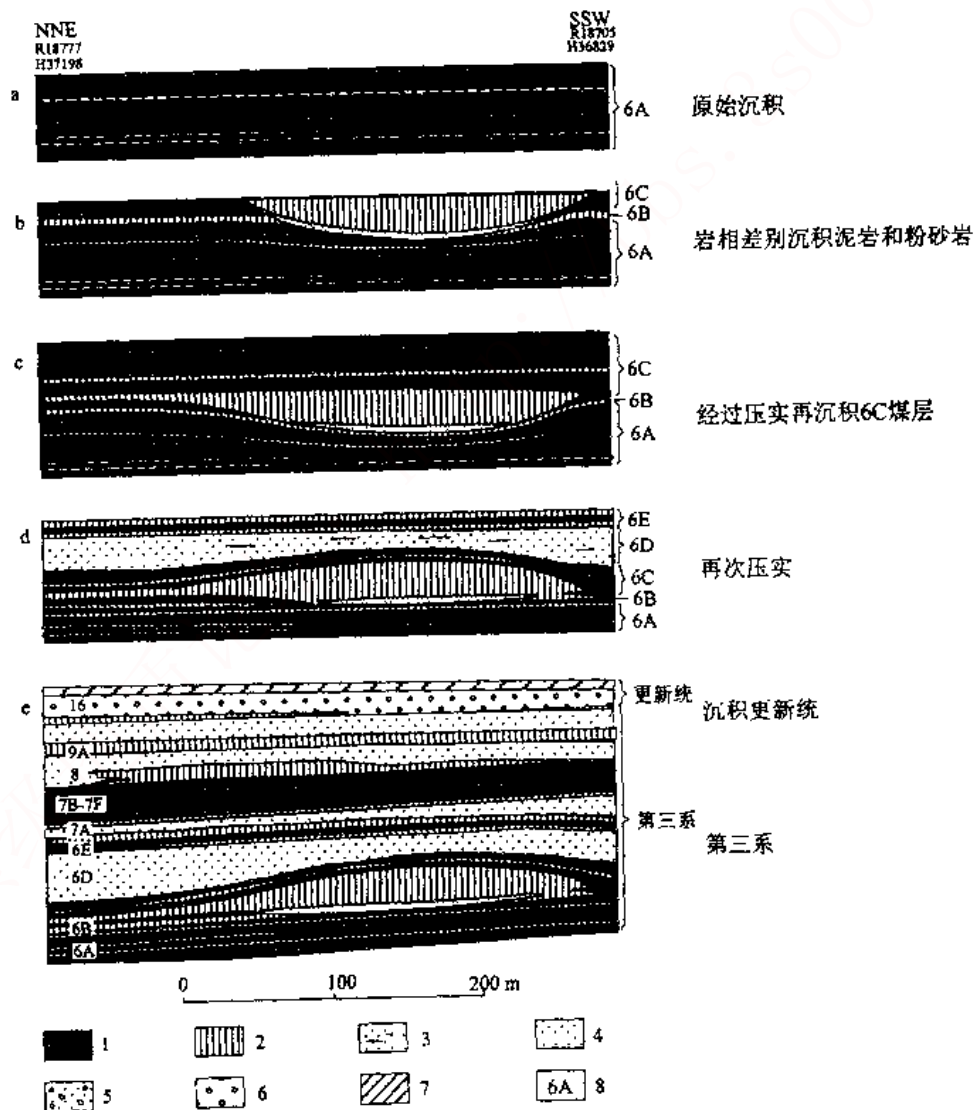 NNE
R18777
H37198
SSW
R18705
H36829
a
6A
原始沉积
b
6C
6B
6A
岩相差别沉积泥岩和粉砂岩
c
6C
6B
6A
经过压实再沉积6C煤层
d
6E
6D
6C
6B
6A
再次压实
e
16
9A
8
7B-7F
7A
6E
6D
6B
6A
更新统
第三系
沉积更新统
第三系
0 100 200 m
1 2 3 4
5 6 7 6A 8